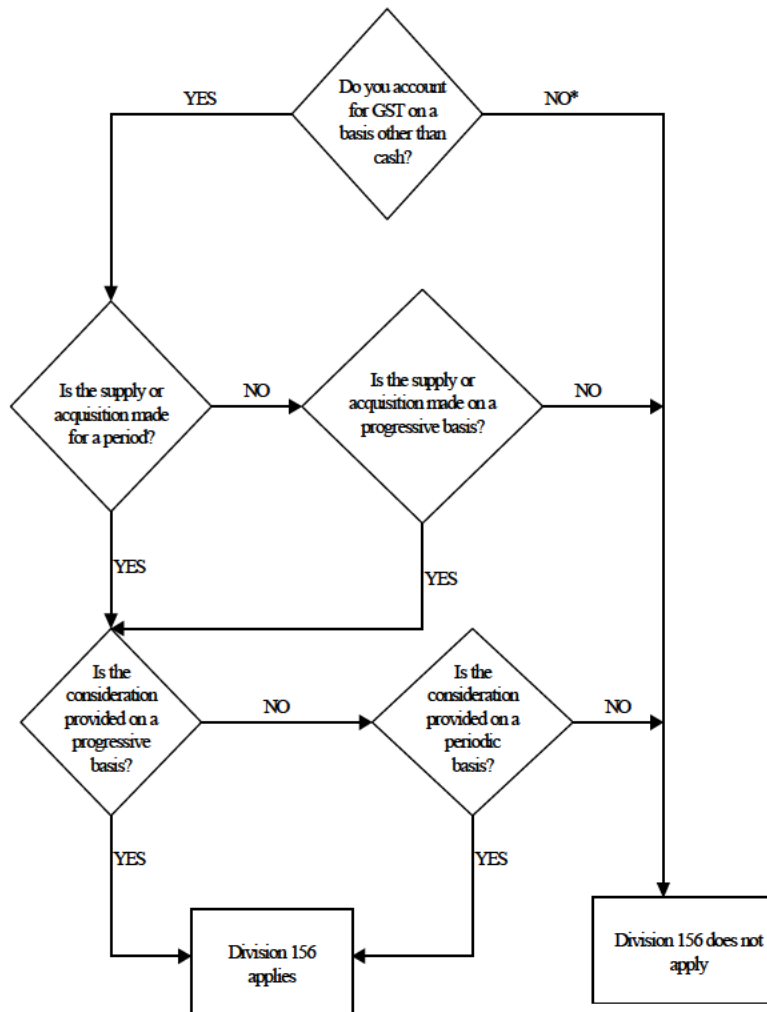 Do you account
for GST on a
basis other than
cash?
YES
NO*
Is the supply or
acquisition made
for a period?
NO
Is the supply or
acquisition made on a
progressive basis?
NO
YES
YES
Is the
consideration
provided on a
progressive
basis?
NO
Is the
consideration
provided on a
periodic
basis?
NO
YES
YES
Division 156
applies
Division 156 does not
apply